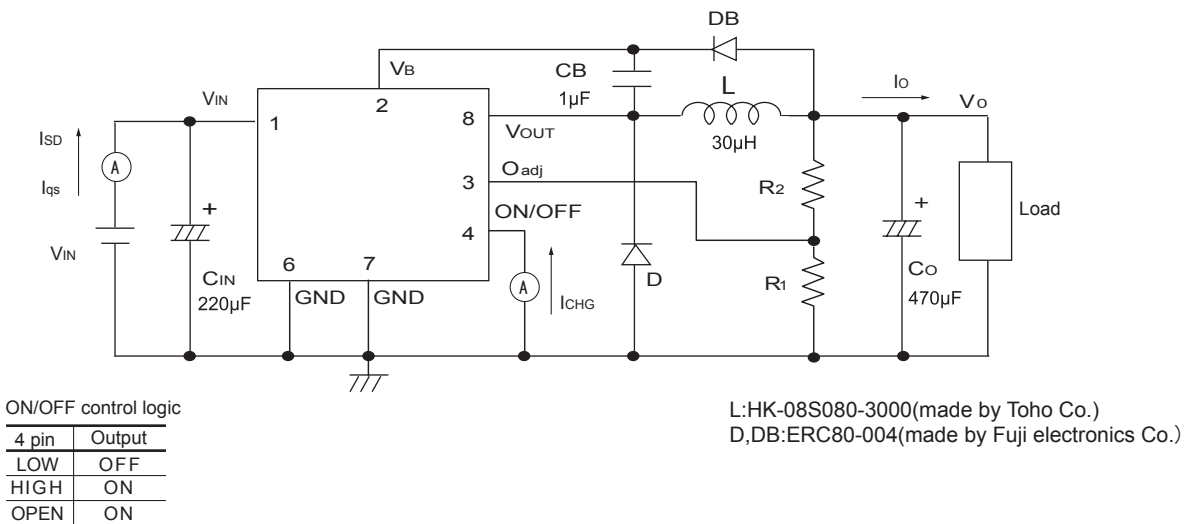 DB
VB
CB
1µF
L
30µH
IO
VO
VIN
1
2
8
VOUT
ISD
A
Iqs
VIN
+
CIN
220µF
3
Oadj
ON/OFF
4
6
GND
7
GND
A
ICHG
D
R2
R1
+
CO
470µF
Load
ON/OFF control logic
4 pin Output
LOW OFF
HIGH ON
OPEN ON
L:HK-08S080-3000(made by Toho Co.)
D,DB:ERC80-004(made by Fuji electronics Co.)